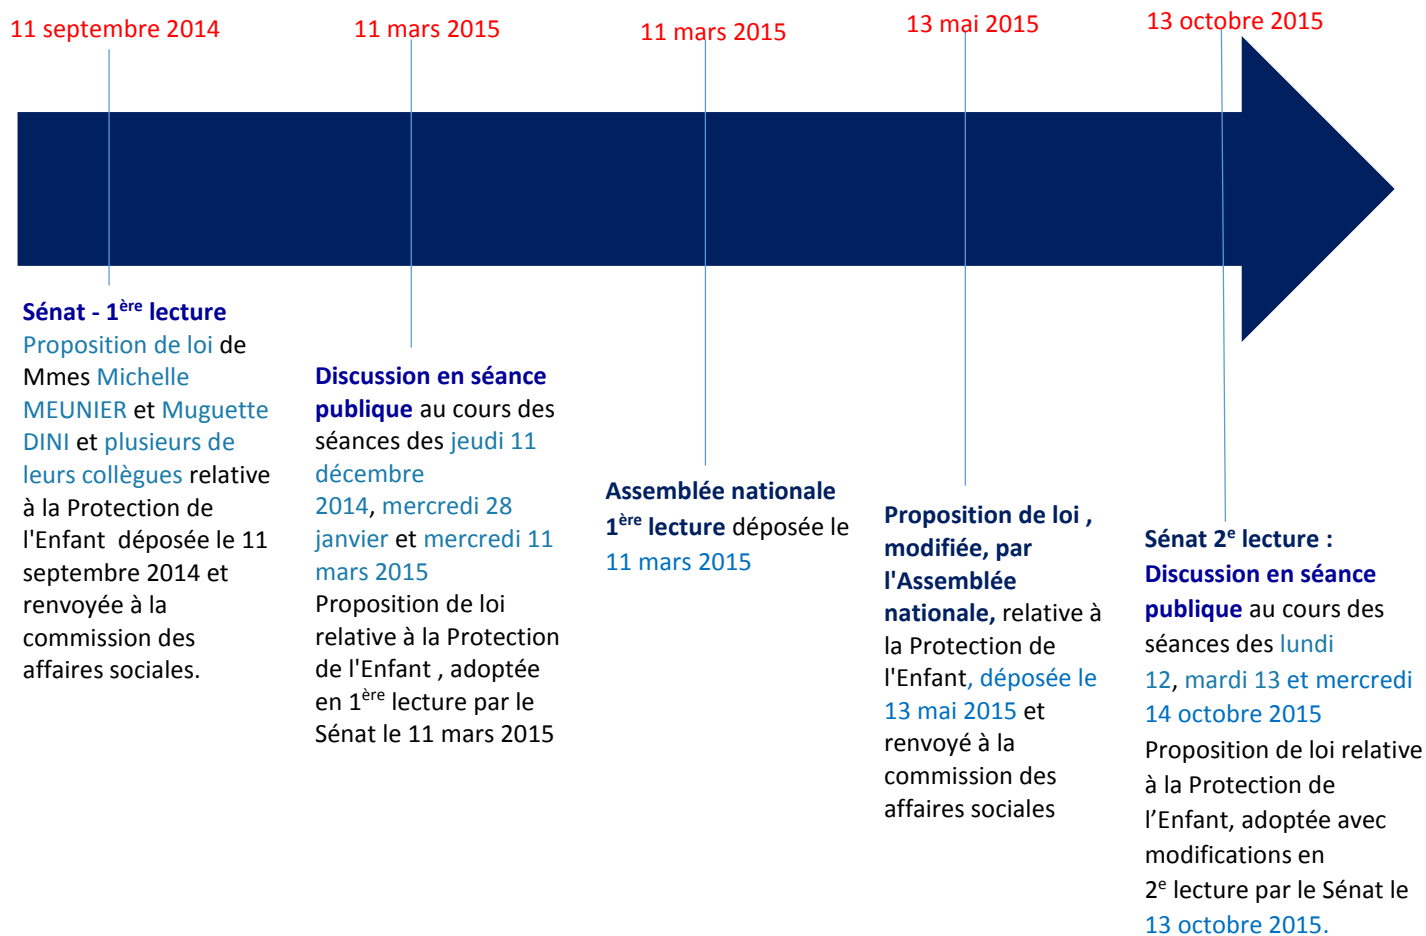 11 septembre 2014
11 mars 2015
11 mars 2015
13 mai 2015
13 octobre 2015
Sénat - 1ère lecture
Proposition de loi de
Mmes Michelle
MEUNIER et Muguette
DINI et plusieurs de
leurs collègues relative
à la Protection de
l'Enfant déposée le 11
septembre 2014 et
renvoyée à la
commission des
affaires sociales.
Discussion en séance
publique au cours des
séances des jeudi 11
décembre
2014, mercredi 28
janvier et mercredi 11
mars 2015
Proposition de loi
relative à la Protection
de l'Enfant , adoptée
en 1ère lecture par le
Sénat le 11 mars 2015
Assemblée nationale
1ère lecture déposée le
11 mars 2015
Proposition de loi ,
modifiée, par
l'Assemblée
nationale, relative à
la Protection de
l'Enfant, déposée le
13 mai 2015 et
renvoyé à la
commission des
affaires sociales
Sénat 2e lecture :
Discussion en séance
publique au cours des
séances des lundi
12, mardi 13 et mercredi
14 octobre 2015
Proposition de loi relative
à la Protection de
l’Enfant, adoptée avec
modifications en
2e lecture par le Sénat le
13 octobre 2015.